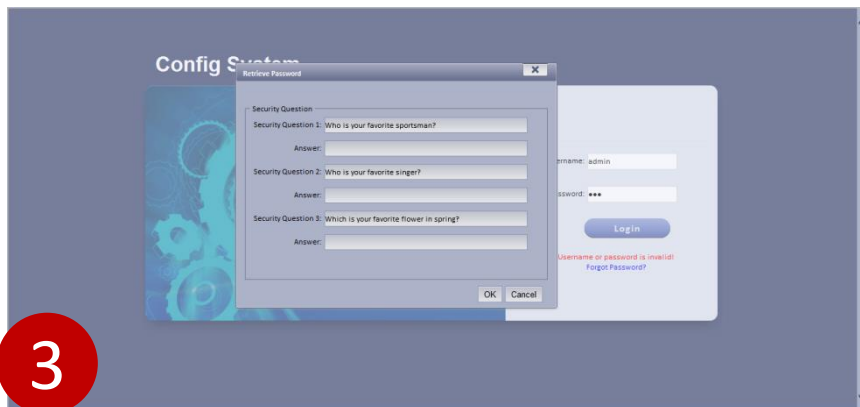 Config System
Retrieve Password
X
Security Question
Security Question 1: Who is your favorite sportsman?
Answer:
Security Question 2: Who is your favorite singer?
Answer:
Security Question 3: Which is your favorite flower in spring?
Answer:
OK Cancel
ername: admin
ssword: •••
Login
Username or password is invalid!
Forgot Password?
3